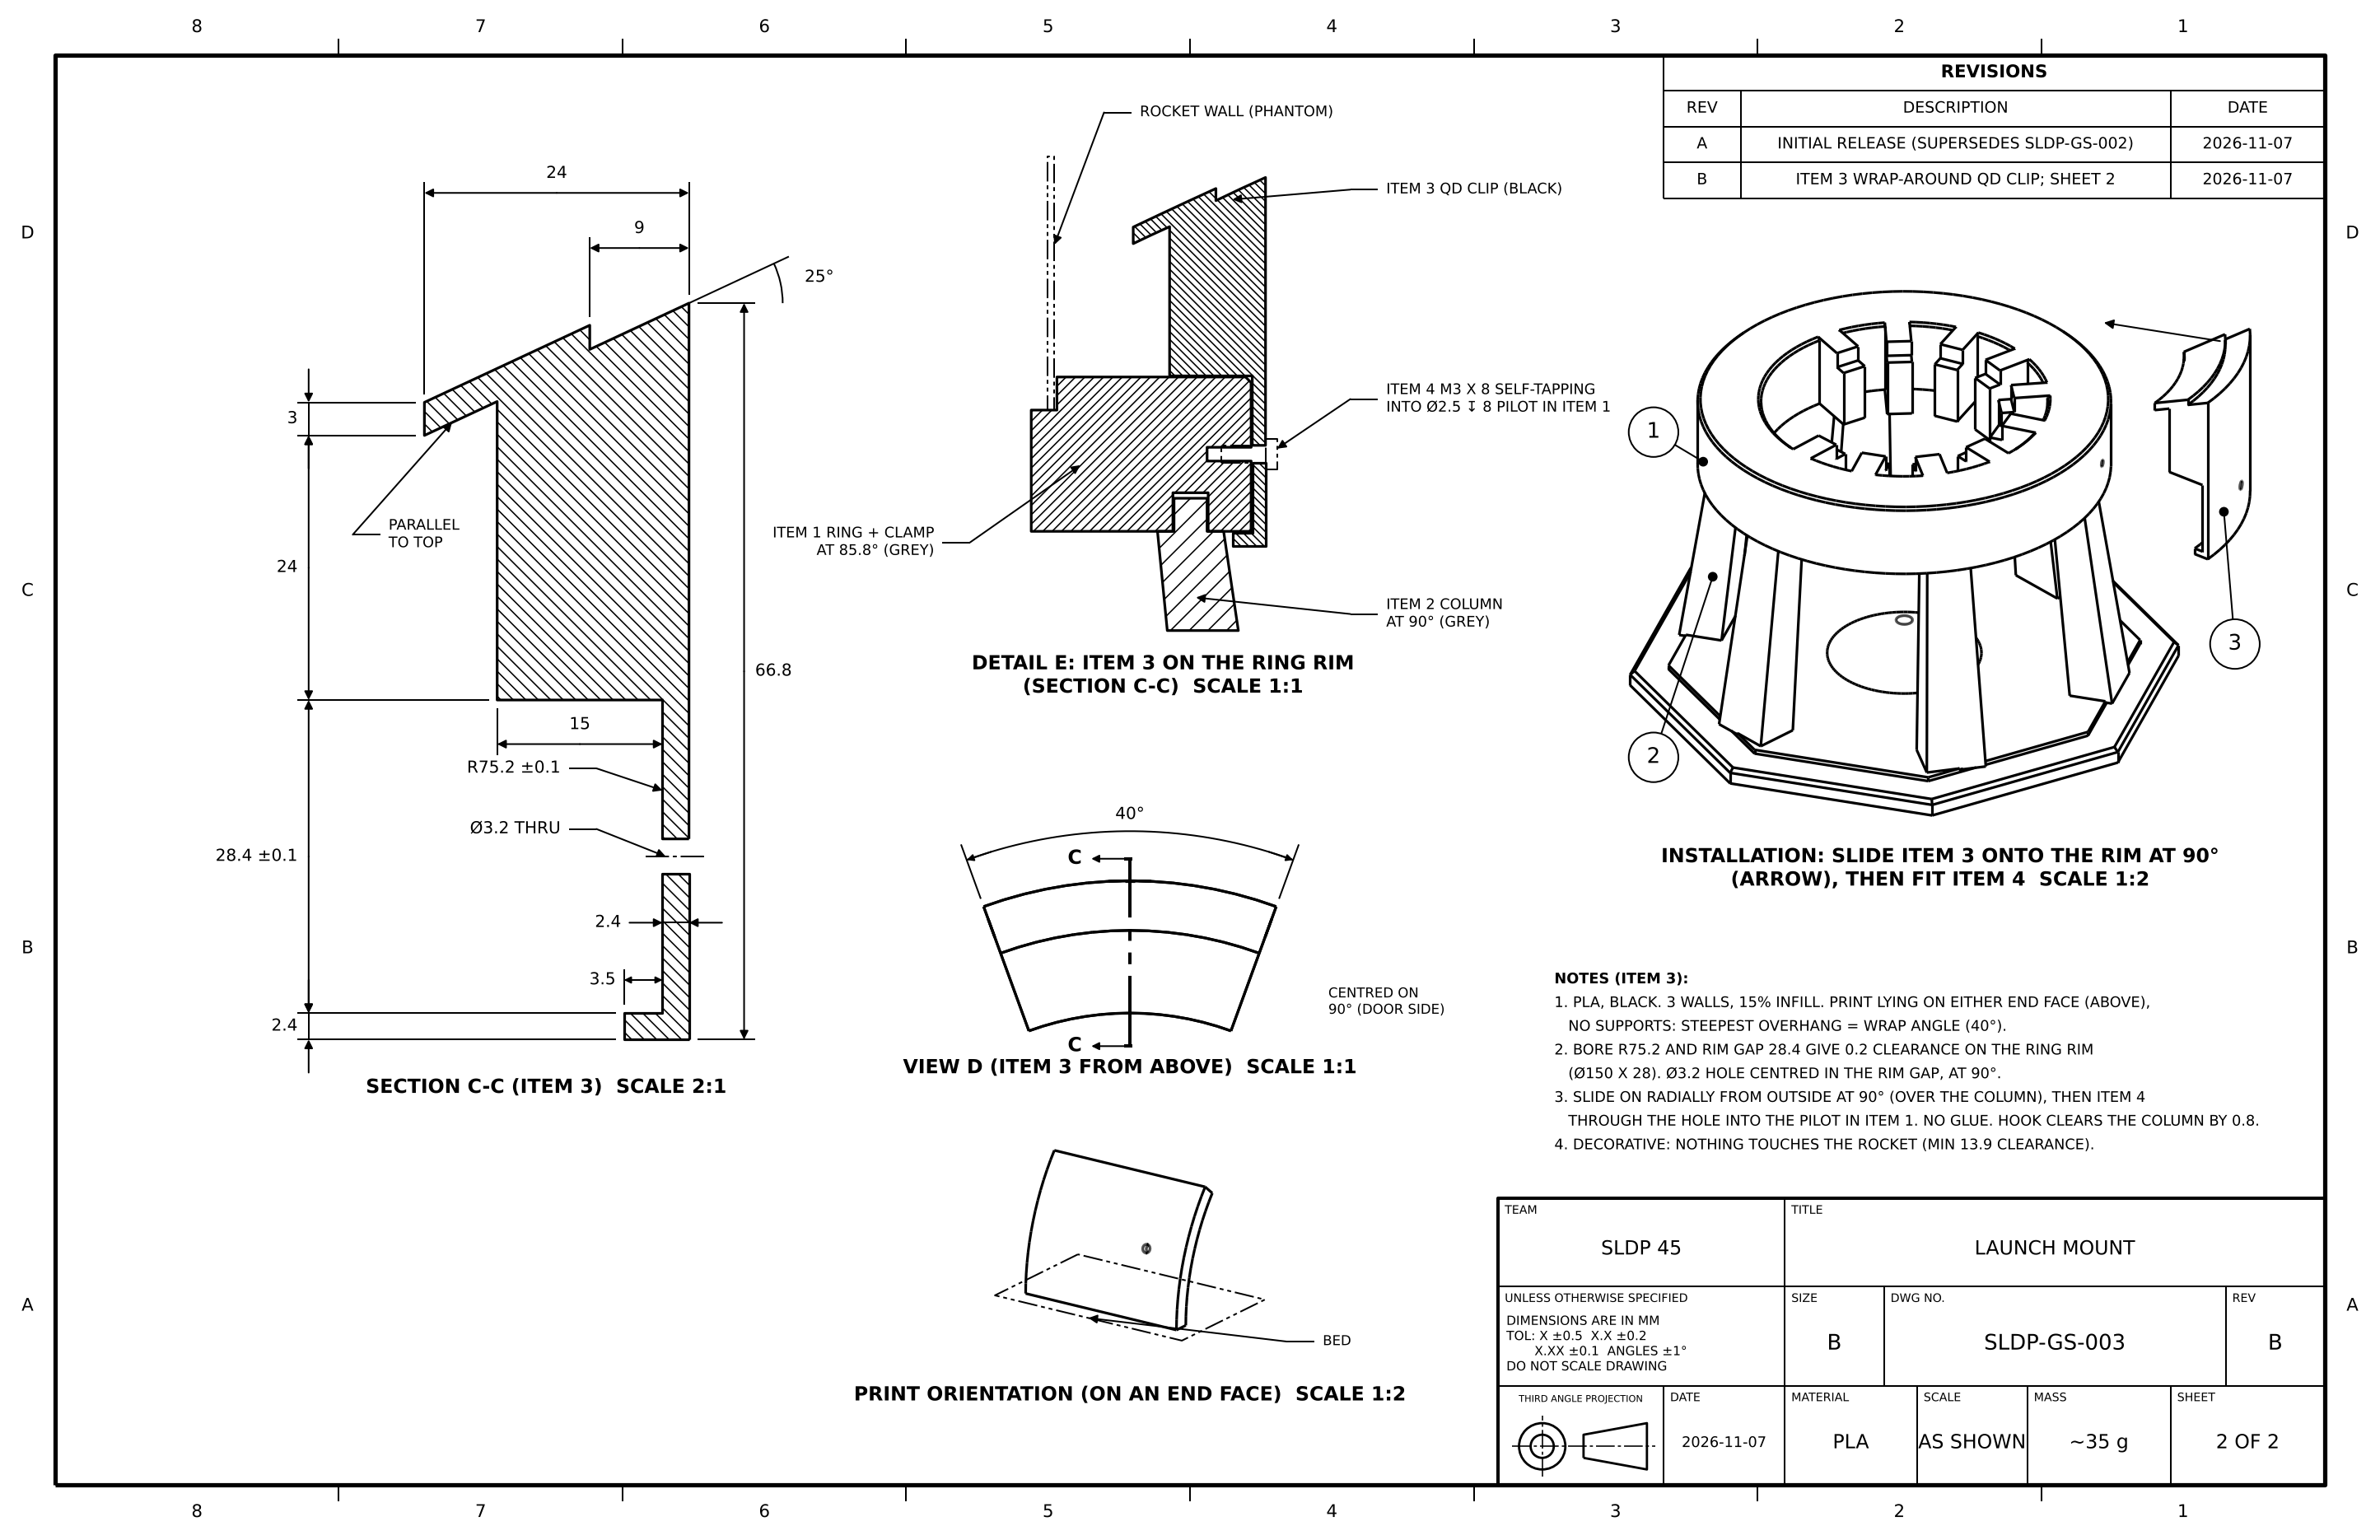 8 7 6 5 4 3 2 1
REVISIONS
REV DESCRIPTION DATE
A INITIAL RELEASE (SUPERSEDES SLDP-GS-002) 2026-11-07
B ITEM 3 WRAP-AROUND QD CLIP; SHEET 2 2026-11-07
D
D
C
C
B
B
A
A
24
9
25°
3
24
PARALLEL
TO TOP
66.8
15
R75.2 ±0.1
Ø3.2 THRU
28.4 ±0.1
2.4
3.5
2.4
SECTION C-C (ITEM 3) SCALE 2:1
ROCKET WALL (PHANTOM)
ITEM 3 QD CLIP (BLACK)
ITEM 4 M3 X 8 SELF-TAPPING
INTO Ø2.5 ↧ 8 PILOT IN ITEM 1
ITEM 1 RING + CLAMP
AT 85.8° (GREY)
ITEM 2 COLUMN
AT 90° (GREY)
DETAIL E: ITEM 3 ON THE RING RIM
(SECTION C-C) SCALE 1:1
40°
C
C
CENTRED ON
90° (DOOR SIDE)
VIEW D (ITEM 3 FROM ABOVE) SCALE 1:1
BED
PRINT ORIENTATION (ON AN END FACE) SCALE 1:2
1
2
3
INSTALLATION: SLIDE ITEM 3 ONTO THE RIM AT 90°
(ARROW), THEN FIT ITEM 4 SCALE 1:2
NOTES (ITEM 3):
1. PLA, BLACK. 3 WALLS, 15% INFILL. PRINT LYING ON EITHER END FACE (ABOVE),
NO SUPPORTS: STEEPEST OVERHANG = WRAP ANGLE (40°).
2. BORE R75.2 AND RIM GAP 28.4 GIVE 0.2 CLEARANCE ON THE RING RIM
(Ø150 X 28). Ø3.2 HOLE CENTRED IN THE RIM GAP, AT 90°.
3. SLIDE ON RADIALLY FROM OUTSIDE AT 90° (OVER THE COLUMN), THEN ITEM 4
THROUGH THE HOLE INTO THE PILOT IN ITEM 1. NO GLUE. HOOK CLEARS THE COLUMN BY 0.8.
4. DECORATIVE: NOTHING TOUCHES THE ROCKET (MIN 13.9 CLEARANCE).
TEAM
SLDP 45
TITLE
LAUNCH MOUNT
UNLESS OTHERWISE SPECIFIED
DIMENSIONS ARE IN MM
TOL: X ±0.5 X.X ±0.2
X.XX ±0.1 ANGLES ±1°
DO NOT SCALE DRAWING
SIZE
B
DWG NO.
SLDP-GS-003
REV
B
THIRD ANGLE PROJECTION
DATE
2026-11-07
MATERIAL
PLA
SCALE
AS SHOWN
MASS
~35 g
SHEET
2 OF 2
8 7 6 5 4 3 2 1